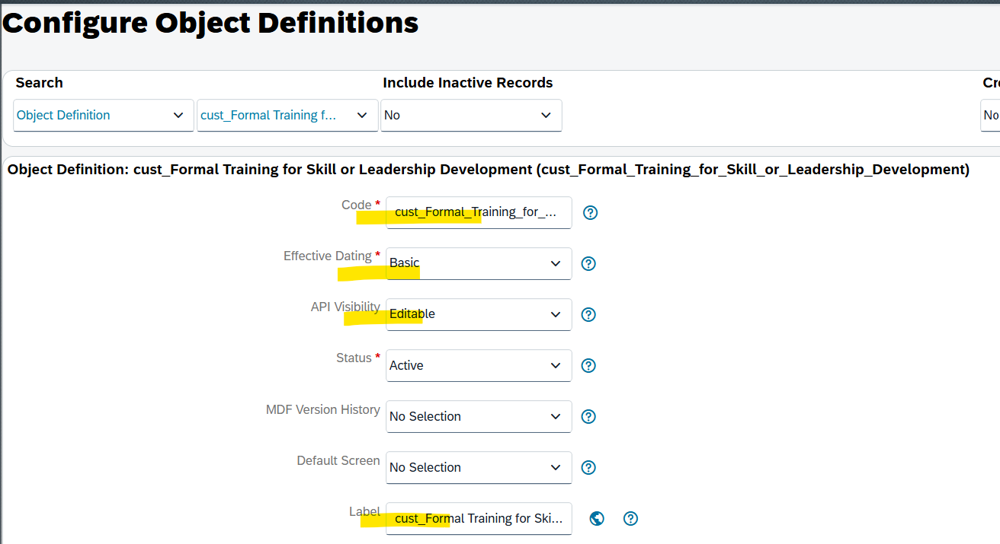 Configure Object Definitions
Search
Include Inactive Records
Cr
Object Definition
cust_Formal Training f...
No
No
Object Definition: cust_Formal Training for Skill or Leadership Development (cust_Formal_Training_for_Skill_or_Leadership_Development)
Code * cust_Formal_Training_for_... ?
Effective Dating * Basic ?
API Visibility Editable ?
Status * Active ?
MDF Version History No Selection ?
Default Screen No Selection ?
Label cust_Formal Training for Ski... ?